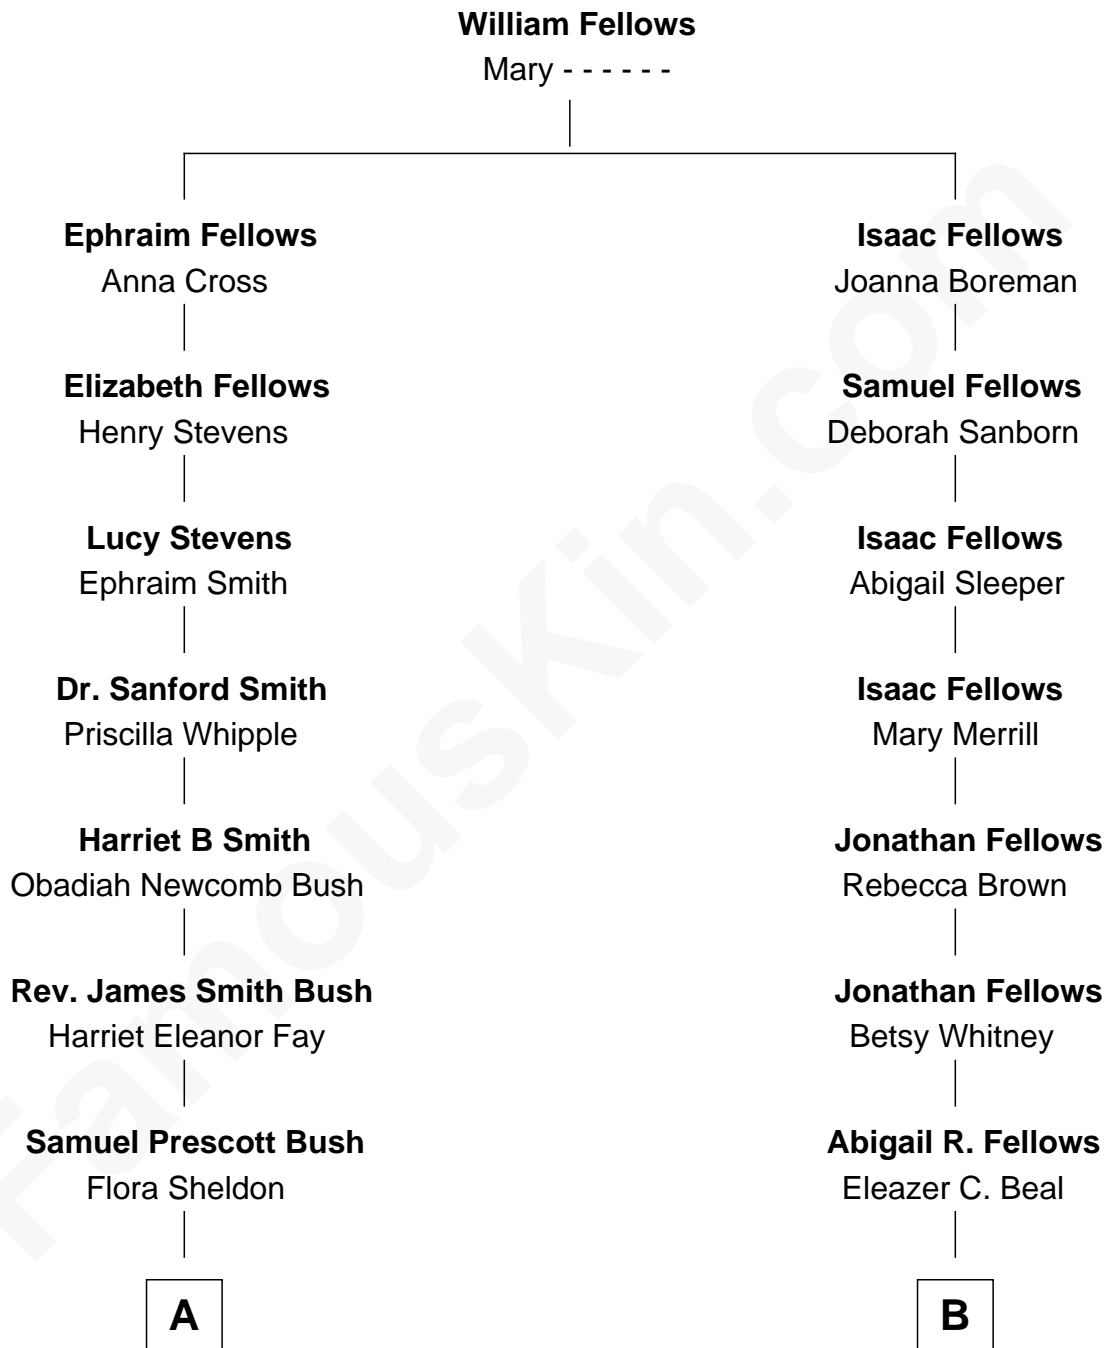 William Fellows
Mary - - - - - -
Ephraim Fellows
Anna Cross
Isaac Fellows
Joanna Boreman
Elizabeth Fellows
Henry Stevens
Samuel Fellows
Deborah Sanborn
Lucy Stevens
Ephraim Smith
Isaac Fellows
Abigail Sleeper
Dr. Sanford Smith
Priscilla Whipple
Isaac Fellows
Mary Merrill
Harriet B Smith
Obadiah Newcomb Bush
Jonathan Fellows
Rebecca Brown
Rev. James Smith Bush
Harriet Eleanor Fay
Jonathan Fellows
Betsy Whitney
Samuel Prescott Bush
Flora Sheldon
Abigail R. Fellows
Eleazer C. Beal
A
B
FamousKin.com